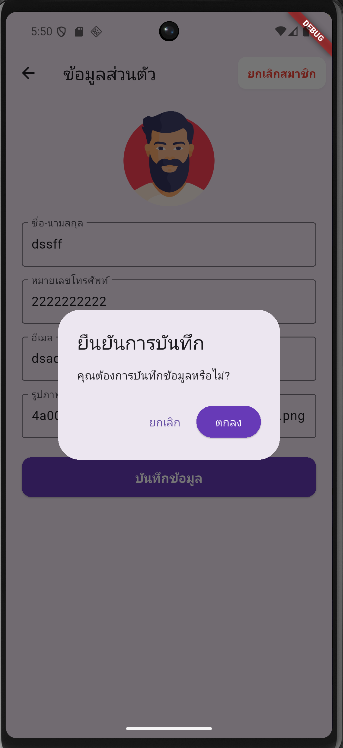 5:50
DEBUG
ข้อมูลส่วนตัว
ยกเลิกสมาชิก
ชื่อ-นามสกุล
dssff
หมายเลขโทรศัพท์
2222222222
อีเมล
รูปภาพ
.png
ยืนยันการบันทึก
คุณต้องการบันทึกข้อมูลหรือไม่?
ยกเลิก
ตกลง
บันทึกข้อมูล